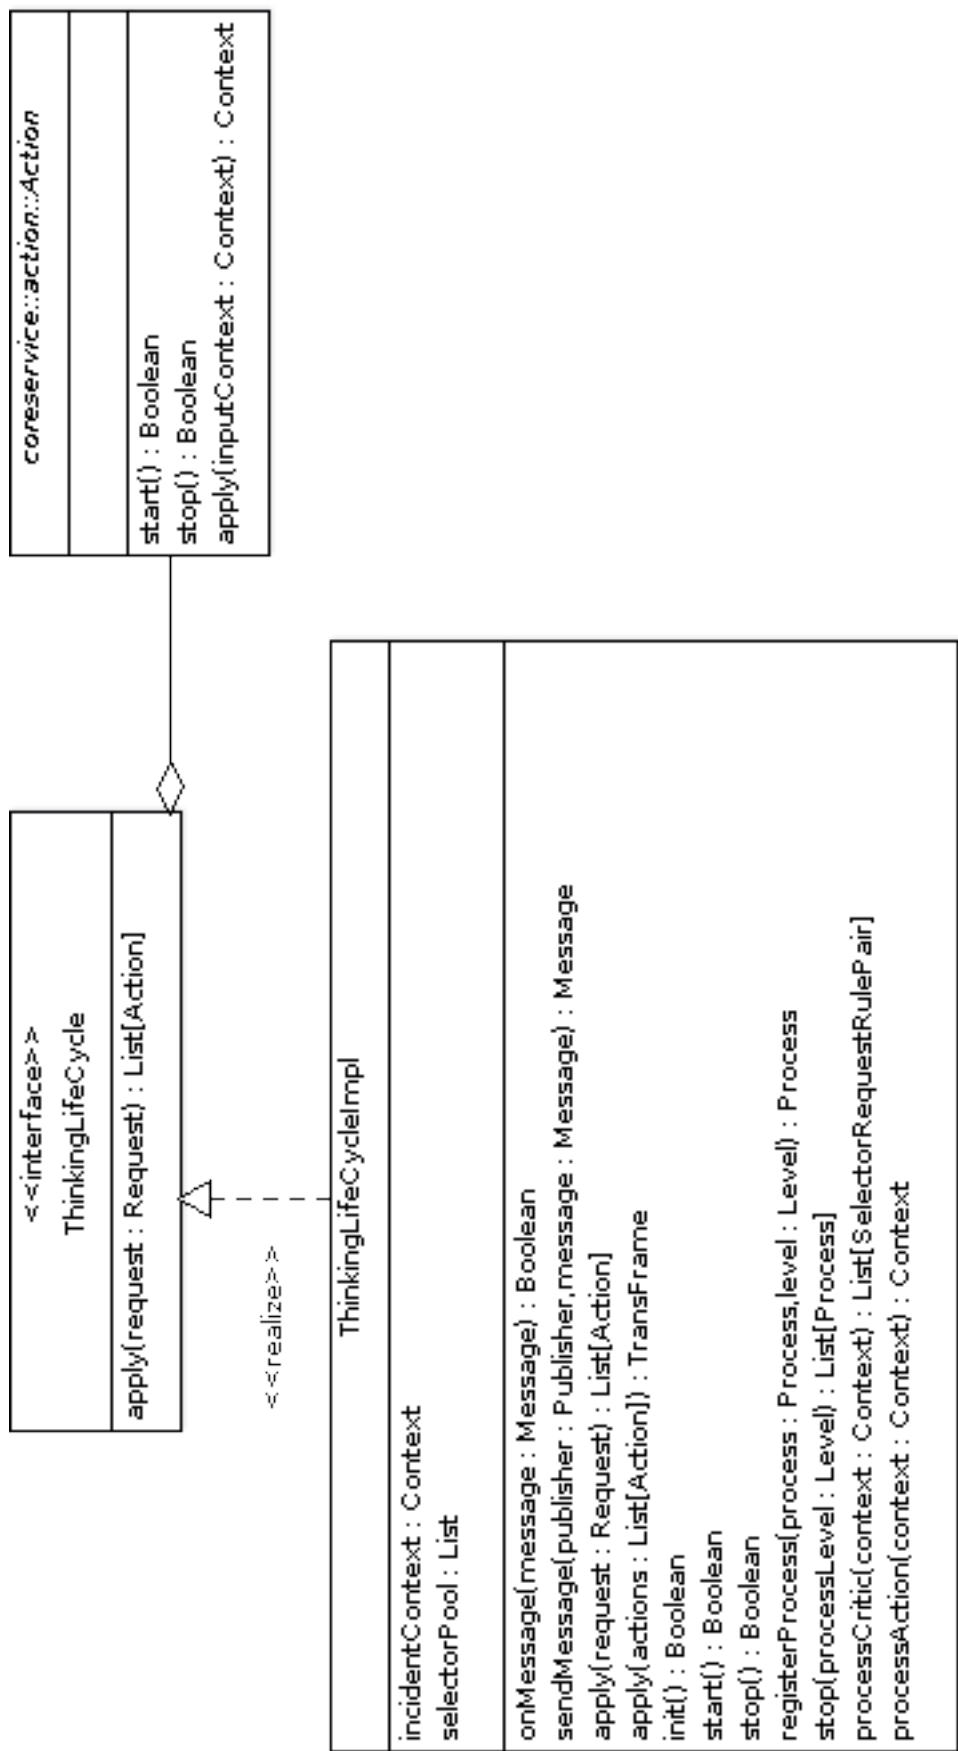 <<interface>>
ThinkingLifeCycle
apply(request : Request) : List[Action]
coreservice::action::Action
start() : Boolean
stop() : Boolean
apply(inputContext : Context) : Context
<<realize>>
ThinkingLifeCycleImpl
incidentContext : Context
selectorPool : List
onMessage(message : Message) : Boolean
sendMessage(publisher : Publisher,message : Message) : Message
apply(request : Request) : List[Action]
apply(actions : List[Action]) : TransFrame
init() : Boolean
start() : Boolean
stop() : Boolean
registerProcess(process : Process,level : Level) : Process
stop(processLevel : Level) : List[Process]
processCritic(context : Context) : List[SelectorRequestRulePair]
processAction(context : Context) : Context